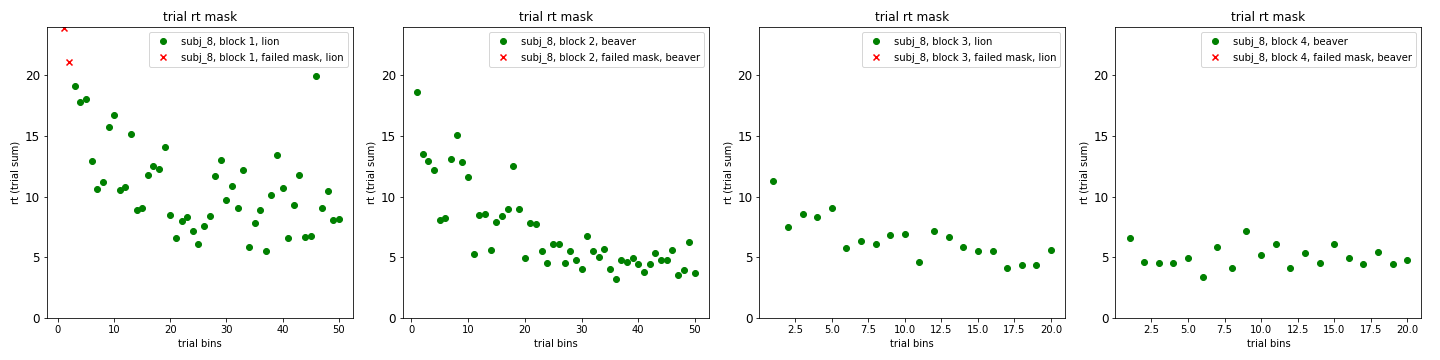 trial rt mask
subj_8, block 1, lion
subj_8, block 1, failed mask, lion
rt (trial sum)
20
15
10
5
0
0 10 20 30 40 50
trial bins
trial rt mask
subj_8, block 2, beaver
subj_8, block 2, failed mask, beaver
rt (trial sum)
20
15
10
5
0
0 10 20 30 40 50
trial bins
trial rt mask
subj_8, block 3, lion
subj_8, block 3, failed mask, lion
rt (trial sum)
20
15
10
5
0
2.5 5.0 7.5 10.0 12.5 15.0 17.5 20.0
trial bins
trial rt mask
subj_8, block 4, beaver
subj_8, block 4, failed mask, beaver
rt (trial sum)
20
15
10
5
0
2.5 5.0 7.5 10.0 12.5 15.0 17.5 20.0
trial bins